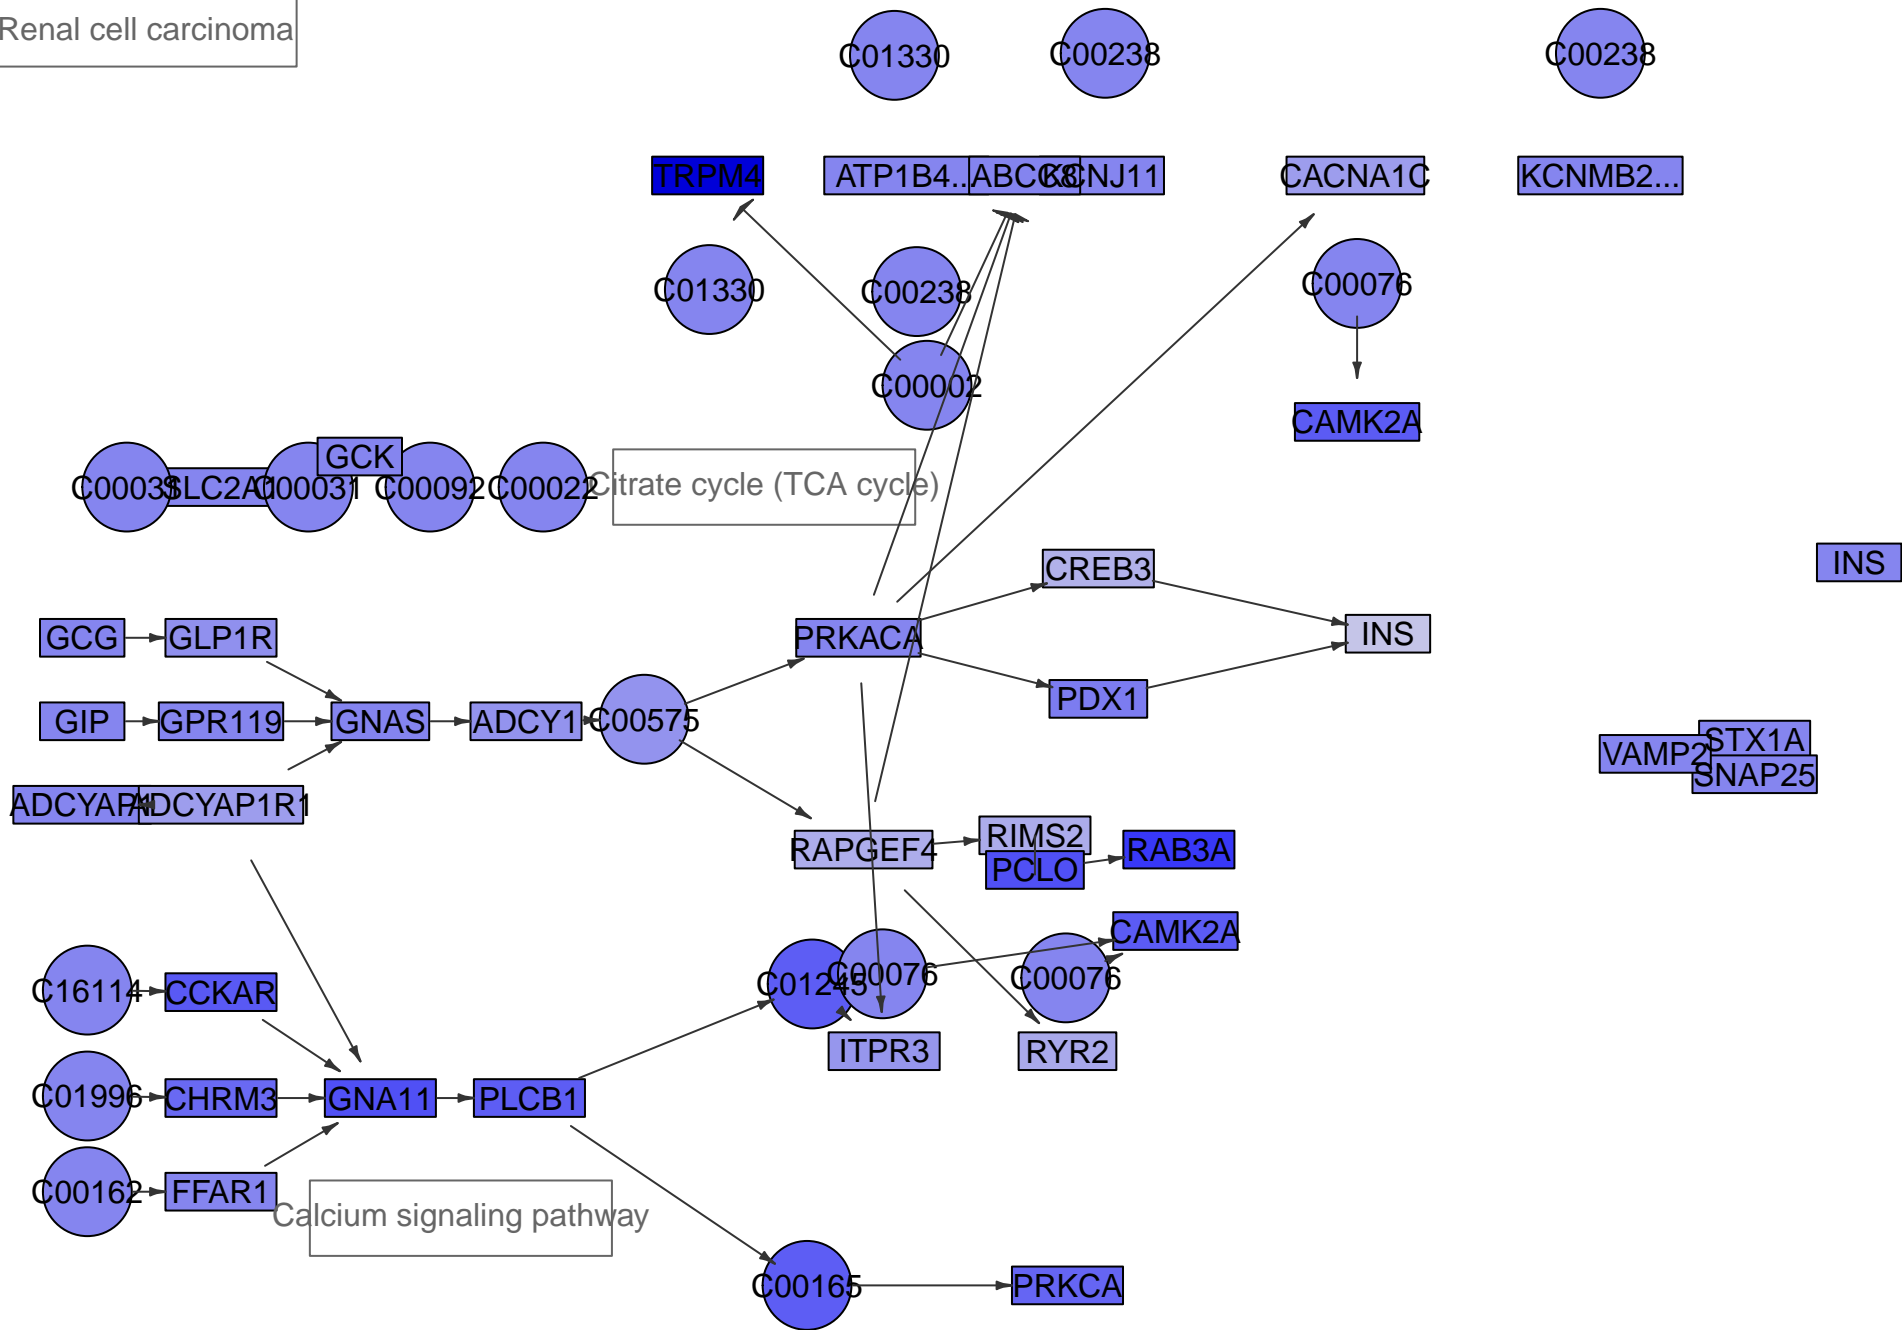 Renal cell carcinoma
C01330
C00238
C00238
TRPM4
ATP1B4...
ABCC8
KCNJ11
CACNA1C
KCNMB2...
C01330
C00238
C00076
C00002
CAMK2A
GCK
C00031
SLC2A1
C00031
C00092
C00022
Citrate cycle (TCA cycle)
CREB3
INS
GCG
GLP1R
PRKACA
INS
PDX1
GIP
GPR119
GNAS
ADCY1
C00575
STX1A
VAMP2
SNAP25
ADCYAP1
ADCYAP1R1
RAPGEF4
RIMS2
RAB3A
PCLO
CAMK2A
C16114
CCKAR
C01245
C00076
C00076
ITPR3
RYR2
C01996
CHRM3
GNA11
PLCB1
C00162
FFAR1
Calcium signaling pathway
C00165
PRKCA